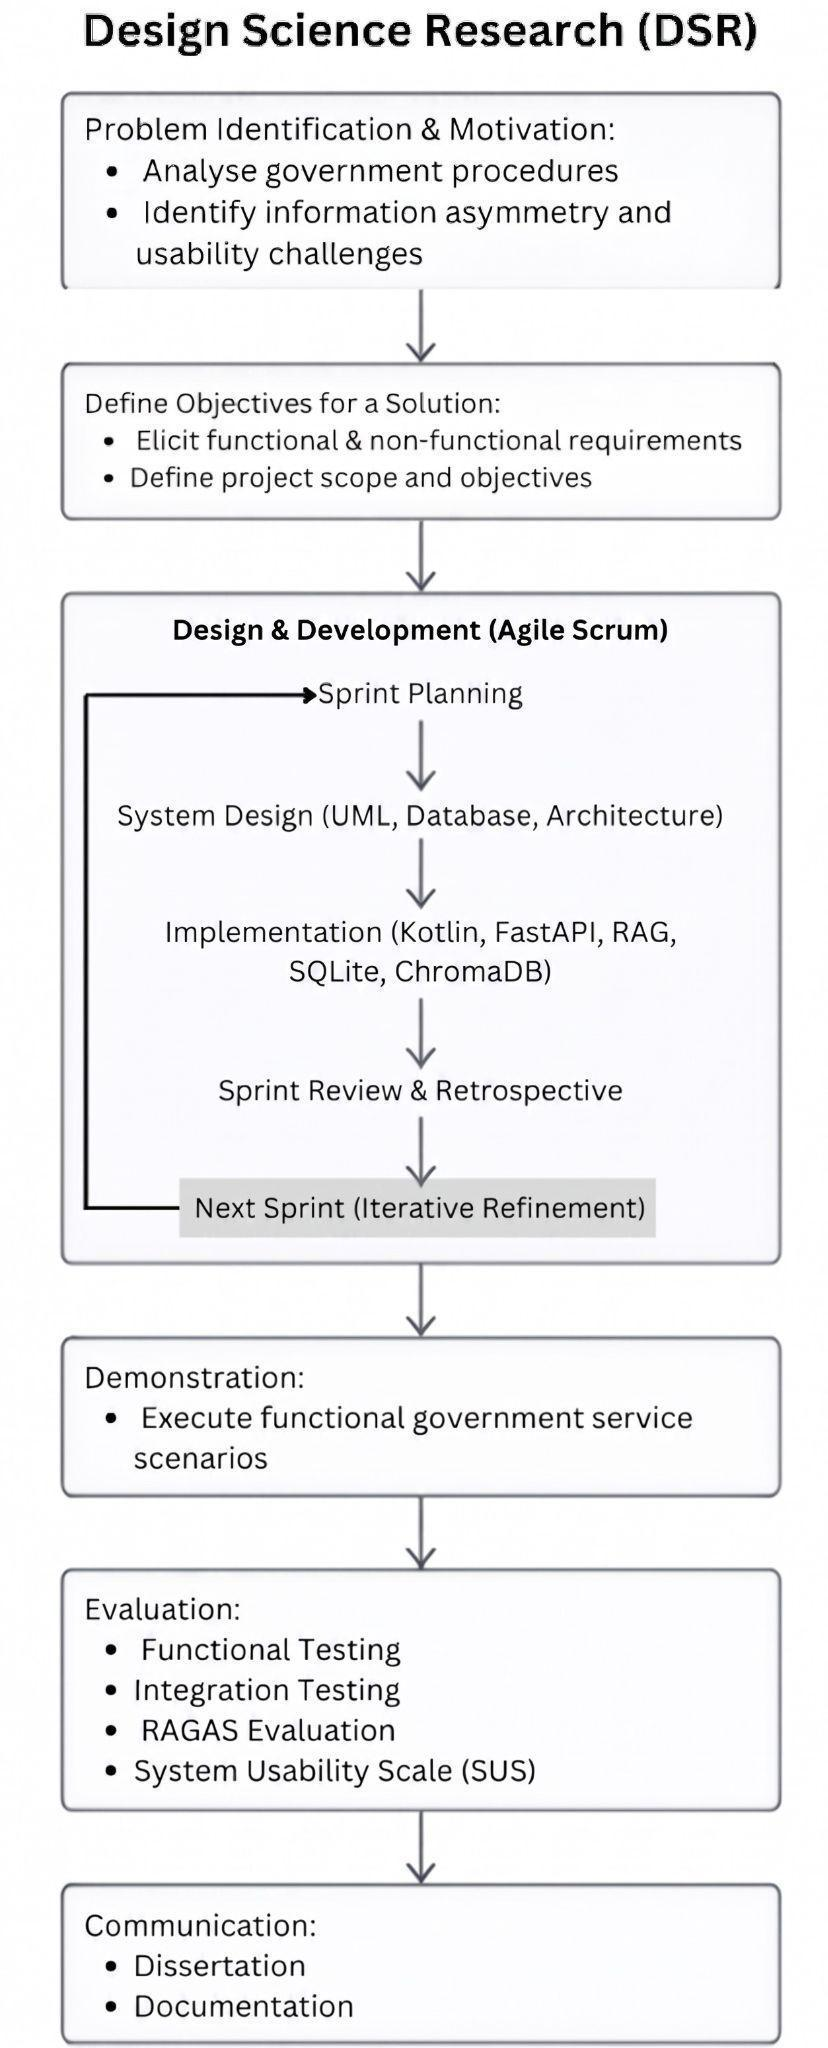 Design Science Research (DSR)
Problem Identification & Motivation:
• Analyse government procedures
• Identify information asymmetry and
usability challenges
Define Objectives for a Solution:
• Elicit functional & non-functional requirements
• Define project scope and objectives
Design & Development (Agile Scrum)
Sprint Planning
System Design (UML, Database, Architecture)
Implementation (Kotlin, FastAPI, RAG,
SQLite, ChromaDB)
Sprint Review & Retrospective
Next Sprint (Iterative Refinement)
Demonstration:
• Execute functional government service
scenarios
Evaluation:
• Functional Testing
• Integration Testing
• RAGAS Evaluation
• System Usability Scale (SUS)
Communication:
• Dissertation
• Documentation